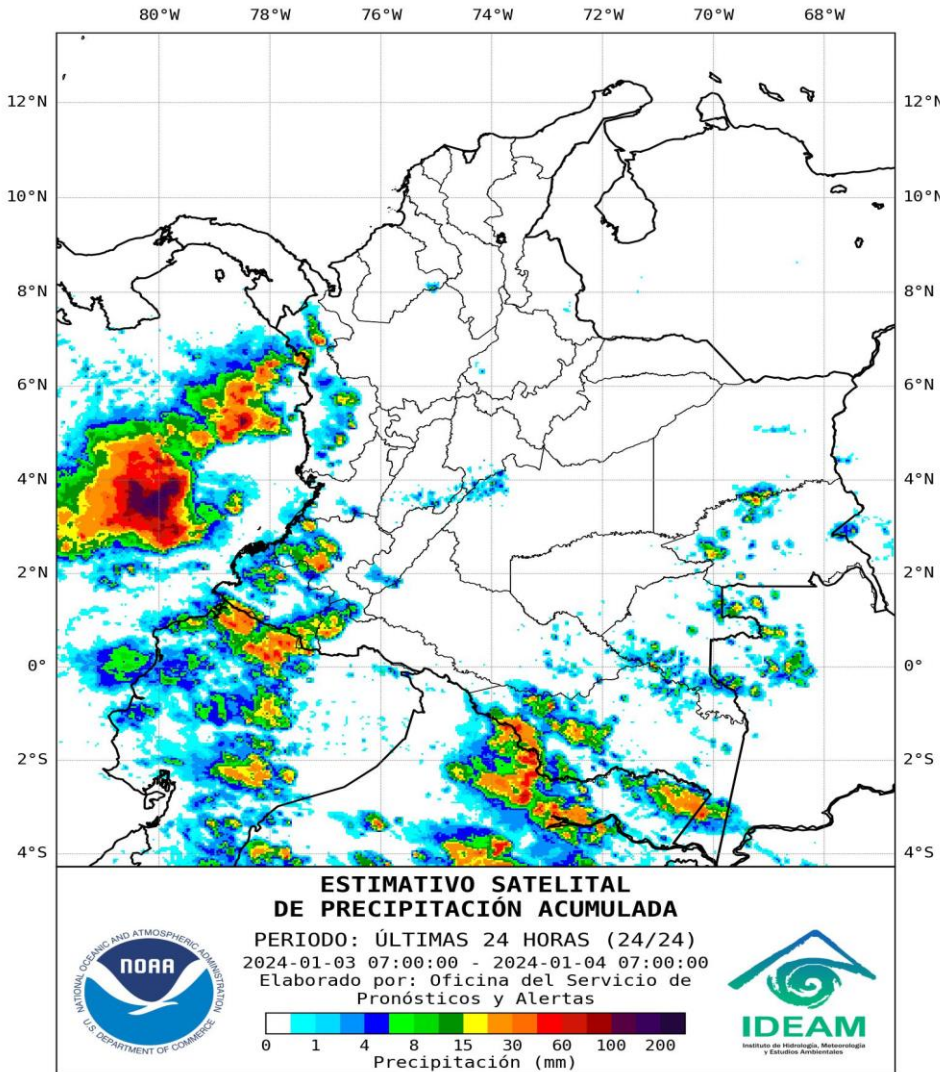 80°W 78°W 76°W 74°W 72°W 70°W 68°W
12°N 12°N
10°N 10°N
8°N 8°N
6°N 6°N
4°N 4°N
2°N 2°N
0° 0°
2°S 2°S
4°S 4°S
ESTIMATIVO SATELITAL
DE PRECIPITACIÓN ACUMULADA
PERIODO: ÚLTIMAS 24 HORAS (24/24)
2024-01-03 07:00:00 - 2024-01-04 07:00:00
Elaborado por: Oficina del Servicio de
Pronósticos y Alertas
0 1 4 8 15 30 60 100 200
Precipitación (mm)
NATIONAL OCEANIC AND ATMOSPHERIC ADMINISTRATION
NOAA
U.S. DEPARTMENT OF COMMERCE
IDEAM
Instituto de Hidrología, Meteorología
y Estudios Ambientales